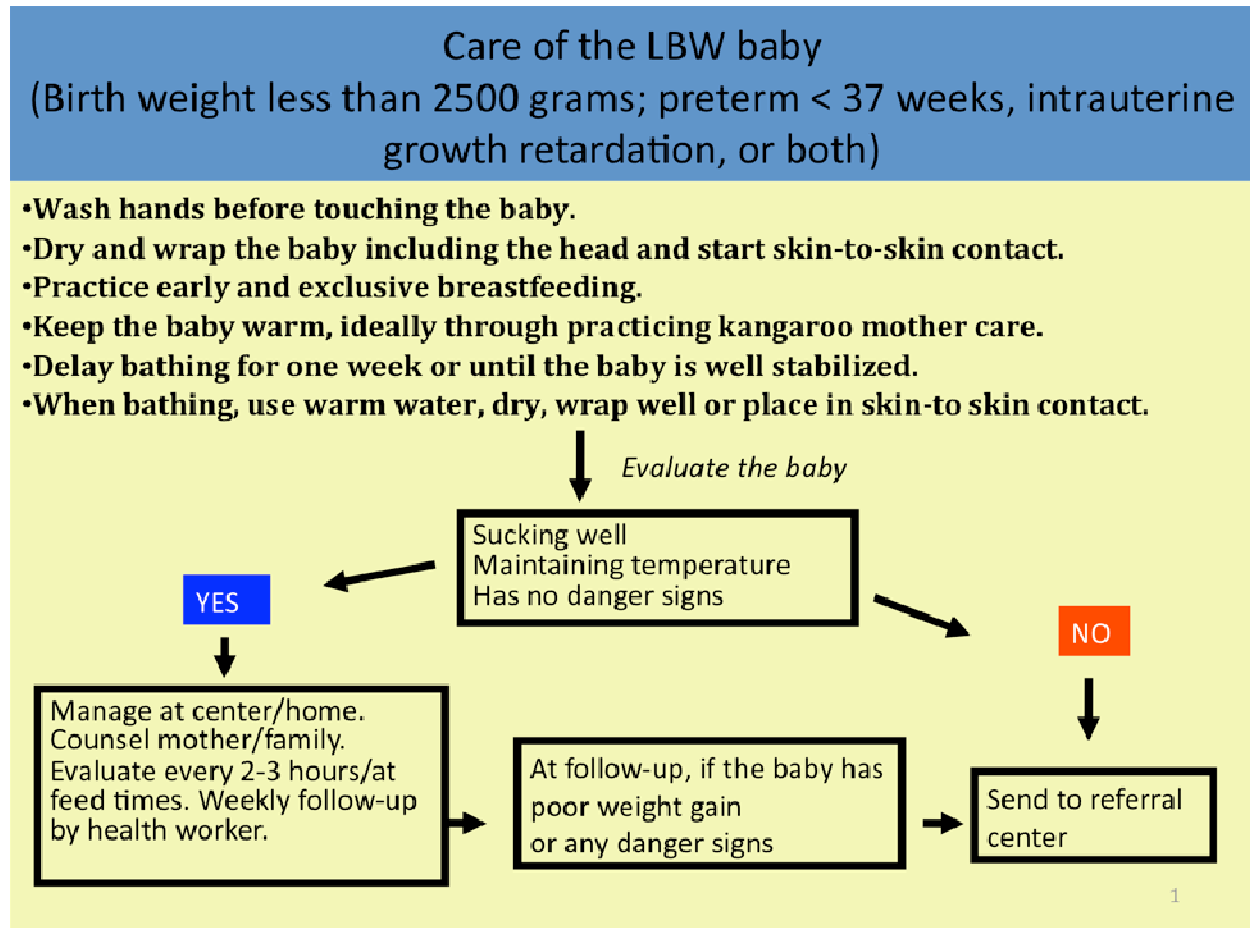 Care of the LBW baby
(Birth weight less than 2500 grams; preterm < 37 weeks, intrauterine
growth retardation, or both)
•Wash hands before touching the baby.
•Dry and wrap the baby including the head and start skin-to-skin contact.
•Practice early and exclusive breastfeeding.
•Keep the baby warm, ideally through practicing kangaroo mother care.
•Delay bathing for one week or until the baby is well stabilized.
•When bathing, use warm water, dry, wrap well or place in skin-to skin contact.
Evaluate the baby
Sucking well
Maintaining temperature
Has no danger signs
YES
NO
Manage at center/home.
Counsel mother/family.
Evaluate every 2-3 hours/at
feed times. Weekly follow-up
by health worker.
At follow-up, if the baby has
poor weight gain
or any danger signs
Send to referral
center
1